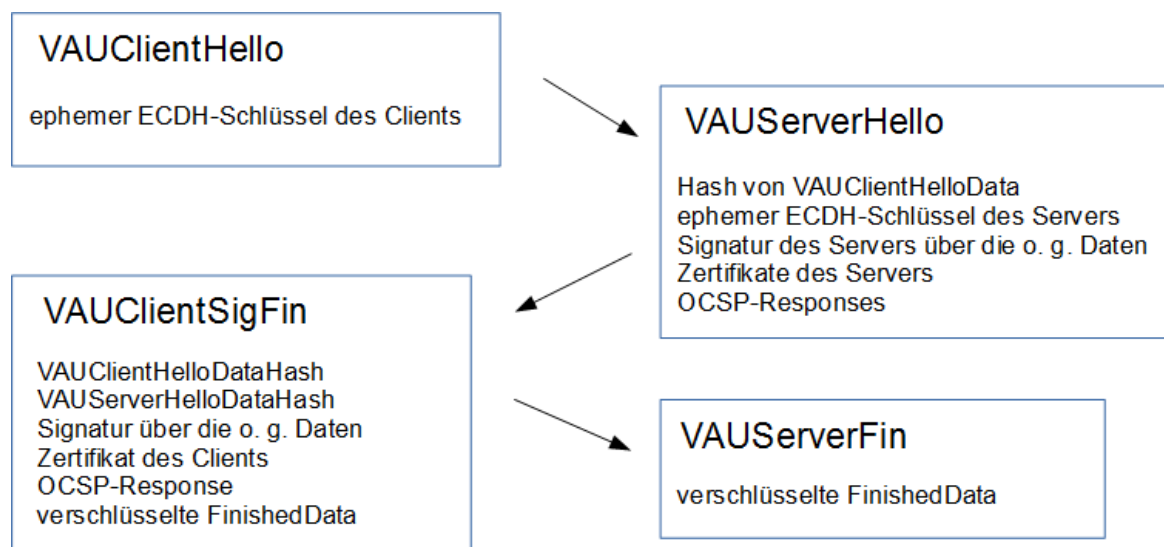 VAUClientHello
ephemer ECDH-Schlüssel des Clients
VAUServerHello
Hash von VAUClientHelloData
ephemer ECDH-Schlüssel des Servers
Signatur des Servers über die o. g. Daten
Zertifikate des Servers
OCSP-Responses
VAUClientSigFin
VAUClientHelloDataHash
VAUServerHelloDataHash
Signatur über die o. g. Daten
Zertifikat des Clients
OCSP-Response
verschlüsselte FinishedData
VAUServerFin
verschlüsselte FinishedData